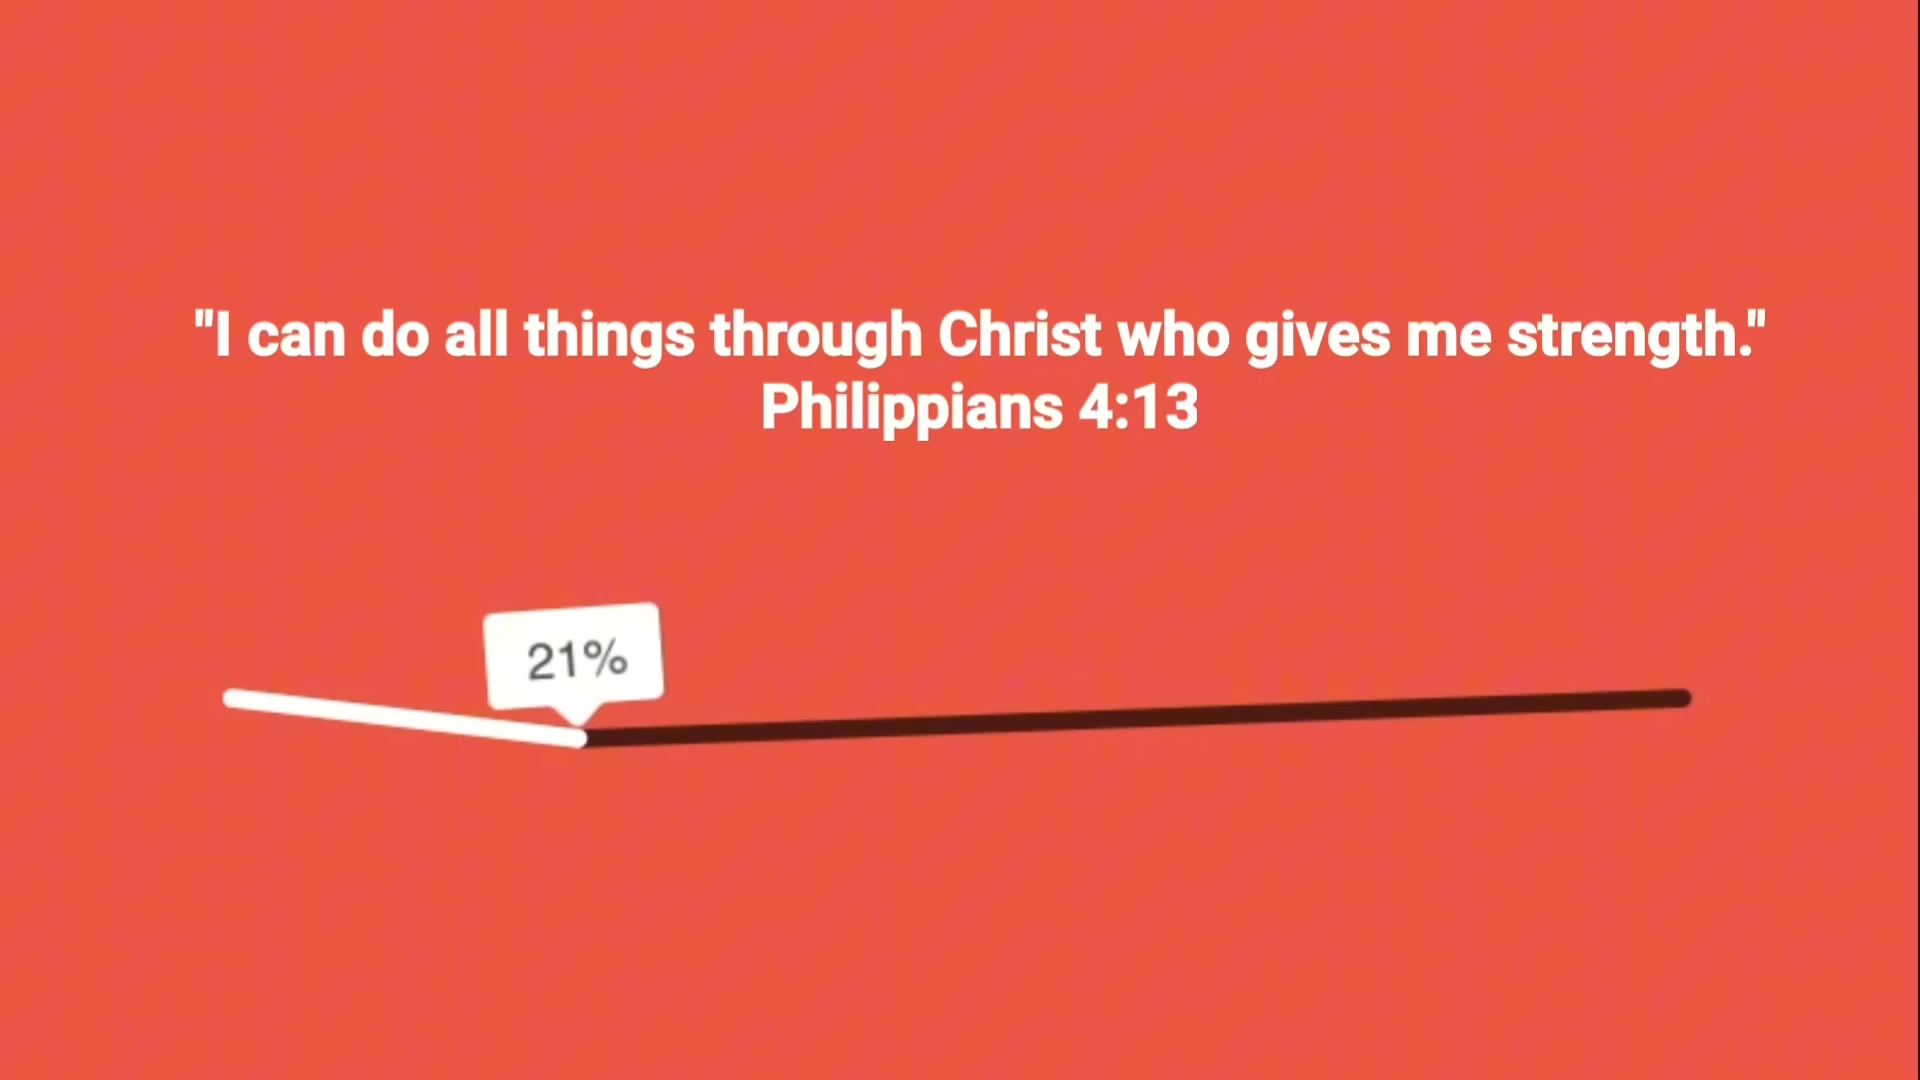 "I can do all things through Christ who gives me strength."
Philippians 4:13
21%